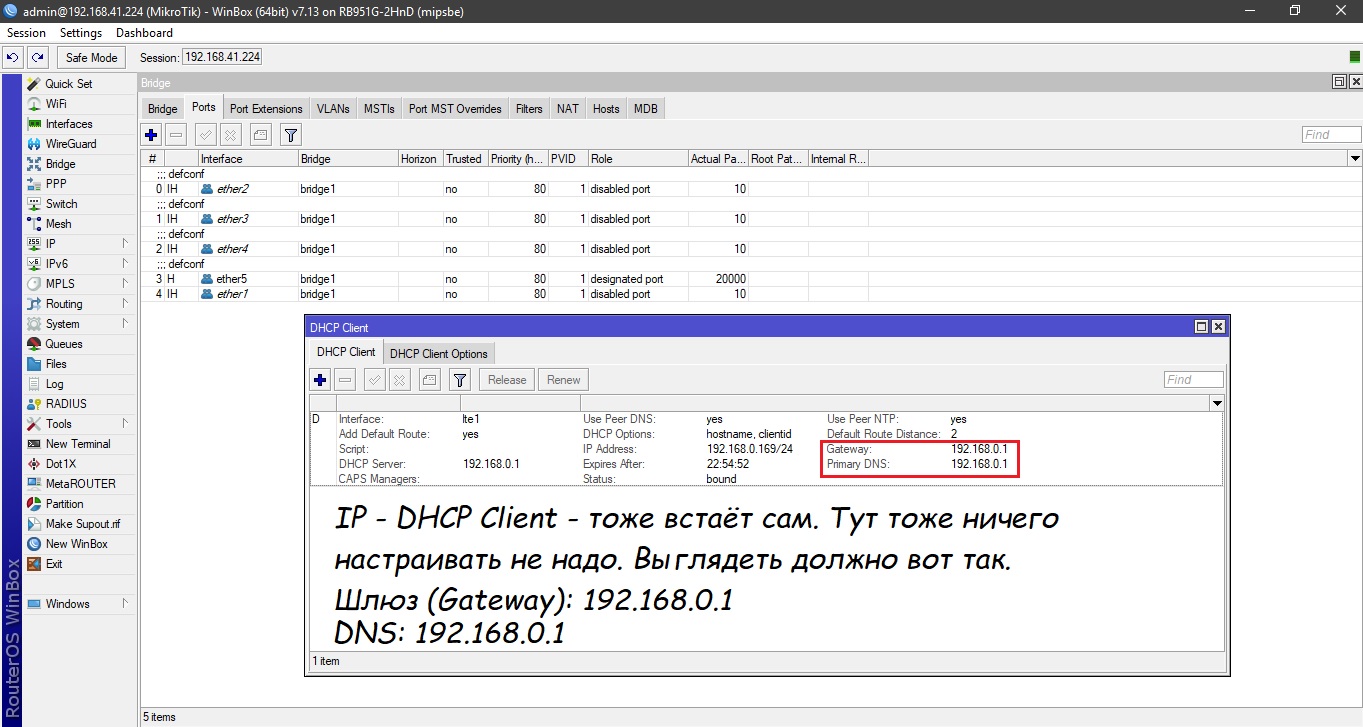 admin@192.168.41.224 (MikroTik) - WinBox (64bit) v7.13 on RB951G-2HnD (mipsbe)
Session Settings Dashboard
Safe Mode Session: 192.168.41.224
Quick Set
WiFi
Interfaces
WireGuard
Bridge
PPP
Switch
Mesh
IP
IPv6
MPLS
Routing
System
Queues
Files
Log
RADIUS
Tools
New Terminal
Dot1X
MetaROUTER
Partition
Make Supout.rif
New WinBox
Exit
Windows
RouterOS WinBox
Bridge
Bridge Ports Port Extensions VLANs MSTIs Port MST Overrides Filters NAT Hosts MDB
Find
# Interface Bridge Horizon Trusted Priority (h... PVID Role Actual Pa... Root Pat... Internal R...
;;; defconf
0 IH ether2 bridge1 no 80 1 disabled port 10
;;; defconf
1 IH ether3 bridge1 no 80 1 disabled port 10
;;; defconf
2 IH ether4 bridge1 no 80 1 disabled port 10
;;; defconf
3 H ether5 bridge1 no 80 1 designated port 20000
4 IH ether1 bridge1 no 80 1 disabled port 10
DHCP Client
DHCP Client DHCP Client Options
Release Renew Find
D Interface: lte1 Use Peer DNS: yes Use Peer NTP: yes
Add Default Route: yes DHCP Options: hostname, clientid Default Route Distance: 2
Script: IP Address: 192.168.0.169/24 Gateway: 192.168.0.1
DHCP Server: 192.168.0.1 Expires After: 22:54:52 Primary DNS: 192.168.0.1
CAPS Managers: Status: bound
IP - DHCP Client - тоже встаёт сам. Тут тоже ничего
настраивать не надо. Выглядеть должно вот так.
Шлюз (Gateway): 192.168.0.1
DNS: 192.168.0.1
1 item
5 items